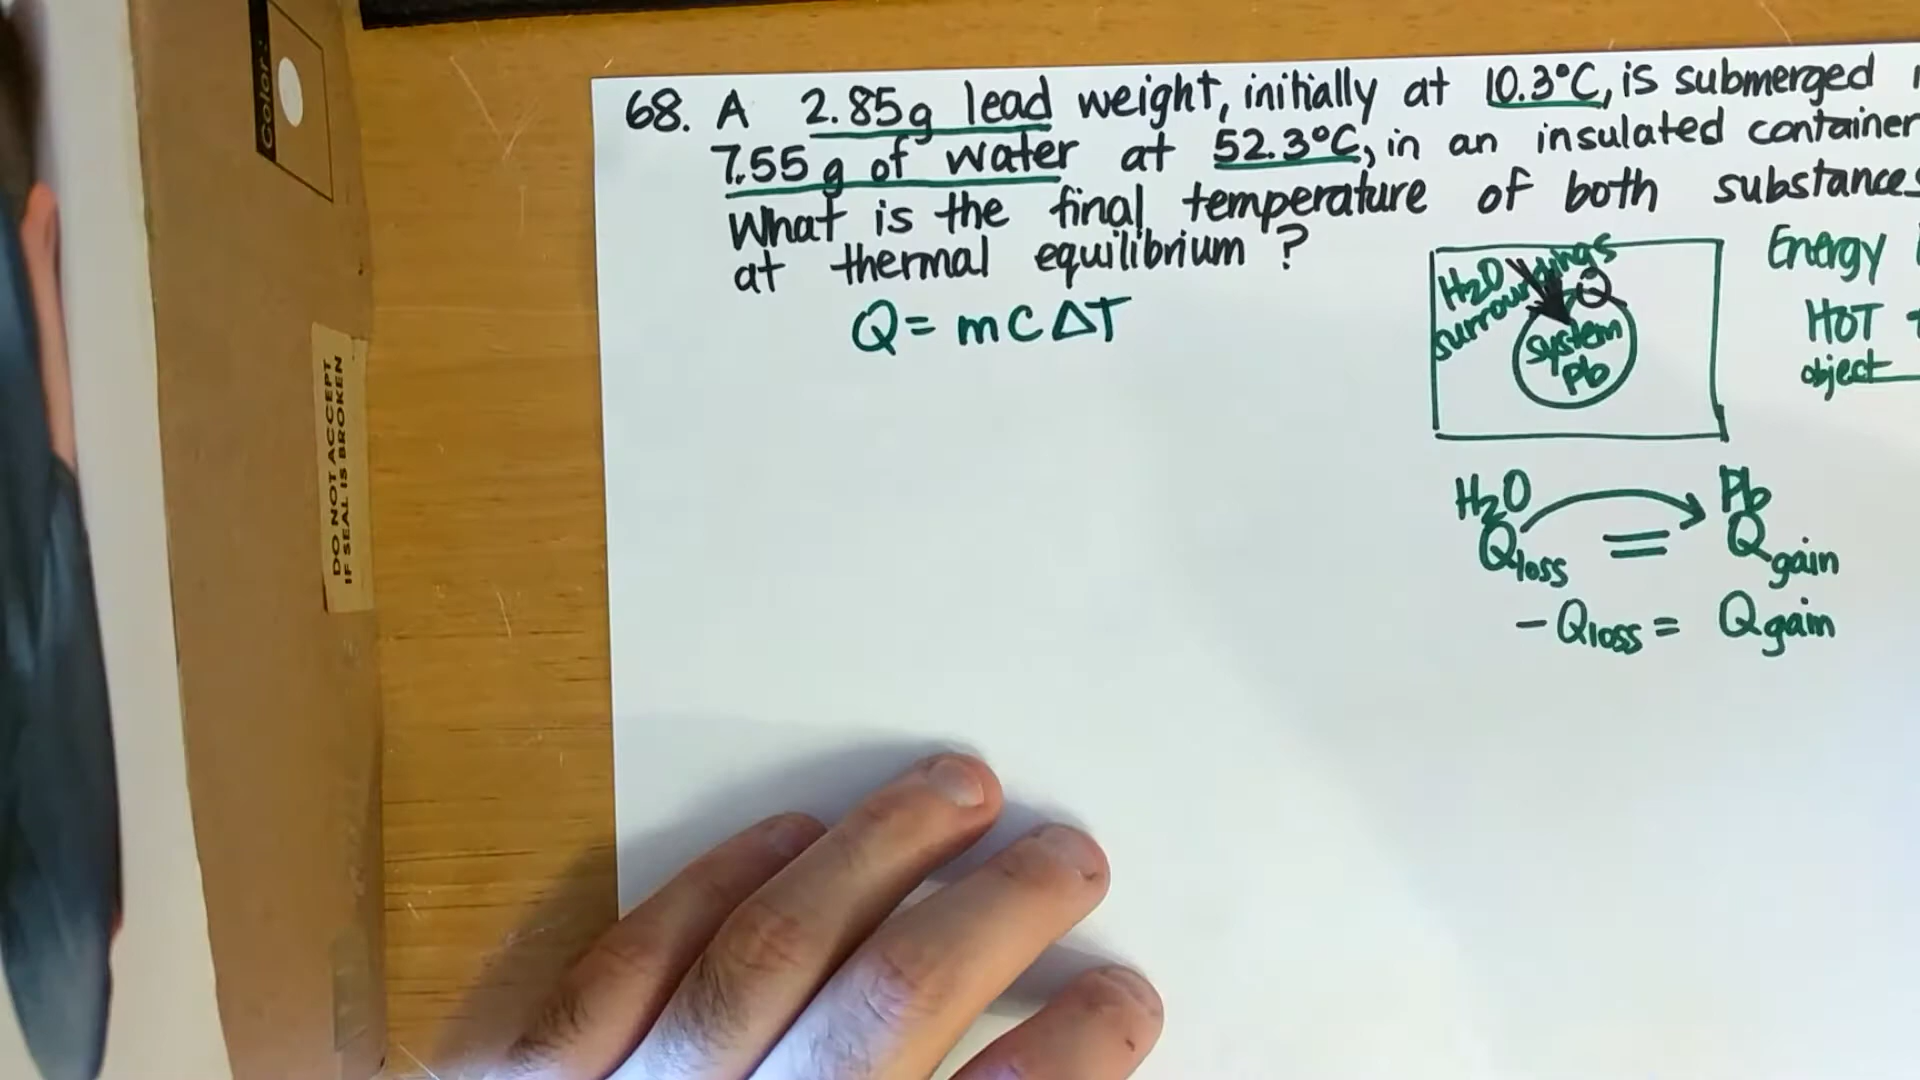 Color:
DO NOT ACCEPT
IF SEAL IS BROKEN
68. A 2.85g lead weight, initially at 10.3°C, is submerged
7.55 g of water at 52.3°C, in an insulated container
What is the final temperature of both substances
at thermal equilibrium ?
Q = mCΔT
H2O
surroundings
Q
system
Pb
Energy
HOT
object
H2O Pb
Qloss = Qgain
- Qloss = Qgain